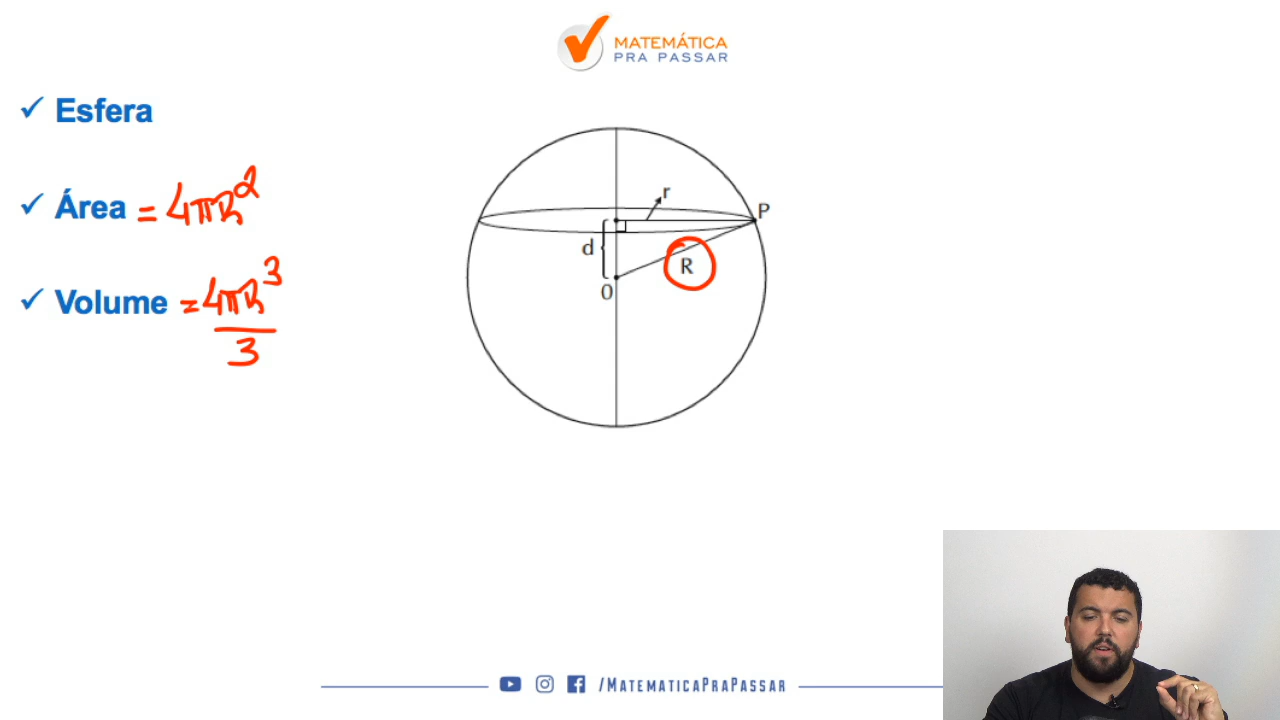 MATEMÁTICA
PRA PASSAR
✓ Esfera
✓ Área = 4πR²
✓ Volume = 4πR³
3
r
P
d
R
0
/MATEMATICAPRAPASSAR